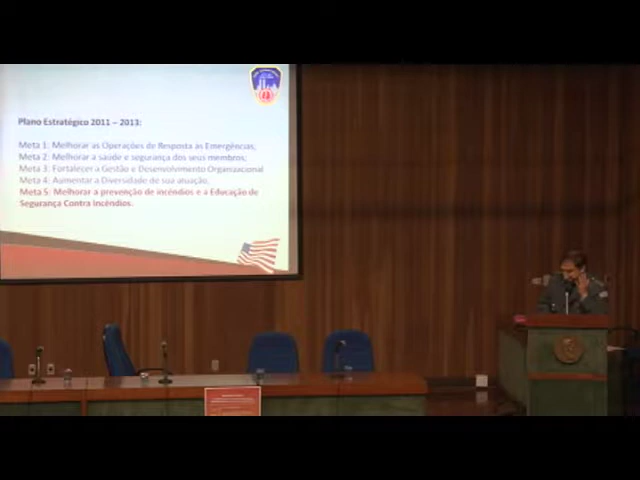 Plano Estratégico 2011 – 2013:
Meta 1: Melhorar as Operações de Resposta às Emergências;
Meta 2: Melhorar a saúde e segurança dos seus membros;
Meta 3: Fortalecer a Gestão e Desenvolvimento Organizacional
Meta 4: Aumentar a Diversidade de sua atuação.
Meta 5: Melhorar a prevenção de incêndios e a Educação de
Segurança Contra Incêndios.